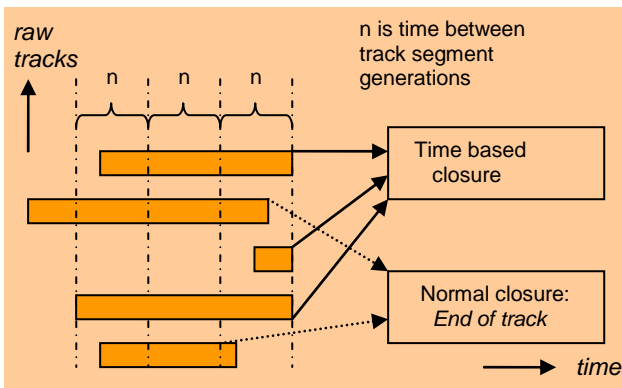 raw
tracks
n is time between
track segment
generations
n n n
Time based
closure
Normal closure:
End of track
time